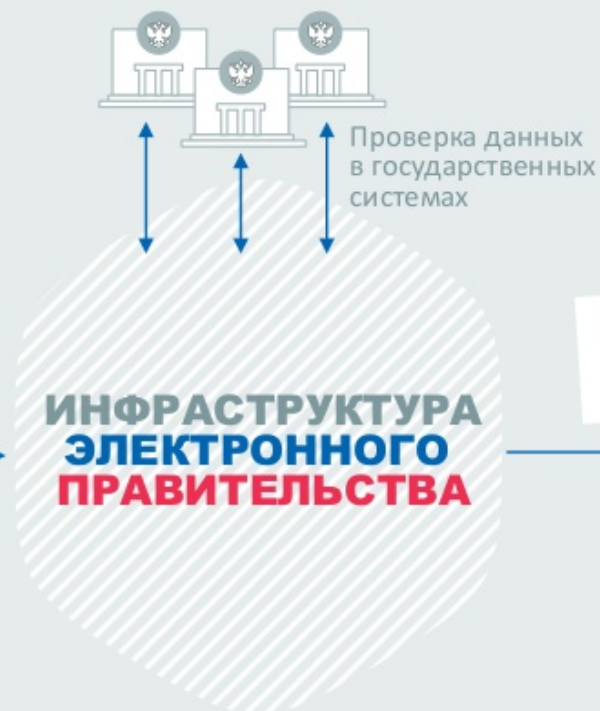 Проверка данных
в государственных
системах
ИНФРАСТРУКТУРА
ЭЛЕКТРОННОГО
ПРАВИТЕЛЬСТВА